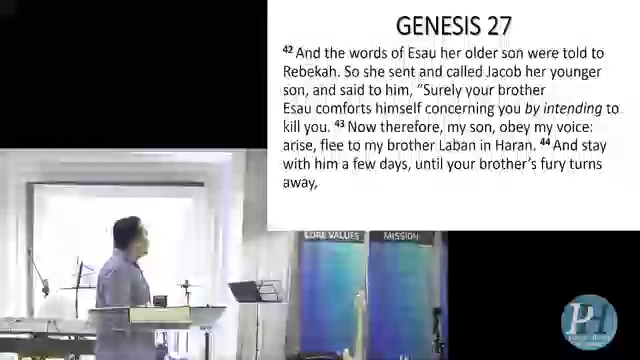 GENESIS 27
42 And the words of Esau her older son were told to
Rebekah. So she sent and called Jacob her younger
son, and said to him, “Surely your brother
Esau comforts himself concerning you by intending to
kill you. 43 Now therefore, my son, obey my voice:
arise, flee to my brother Laban in Haran. 44 And stay
with him a few days, until your brother’s fury turns
away,
CORE VALUES
MISSION
PH